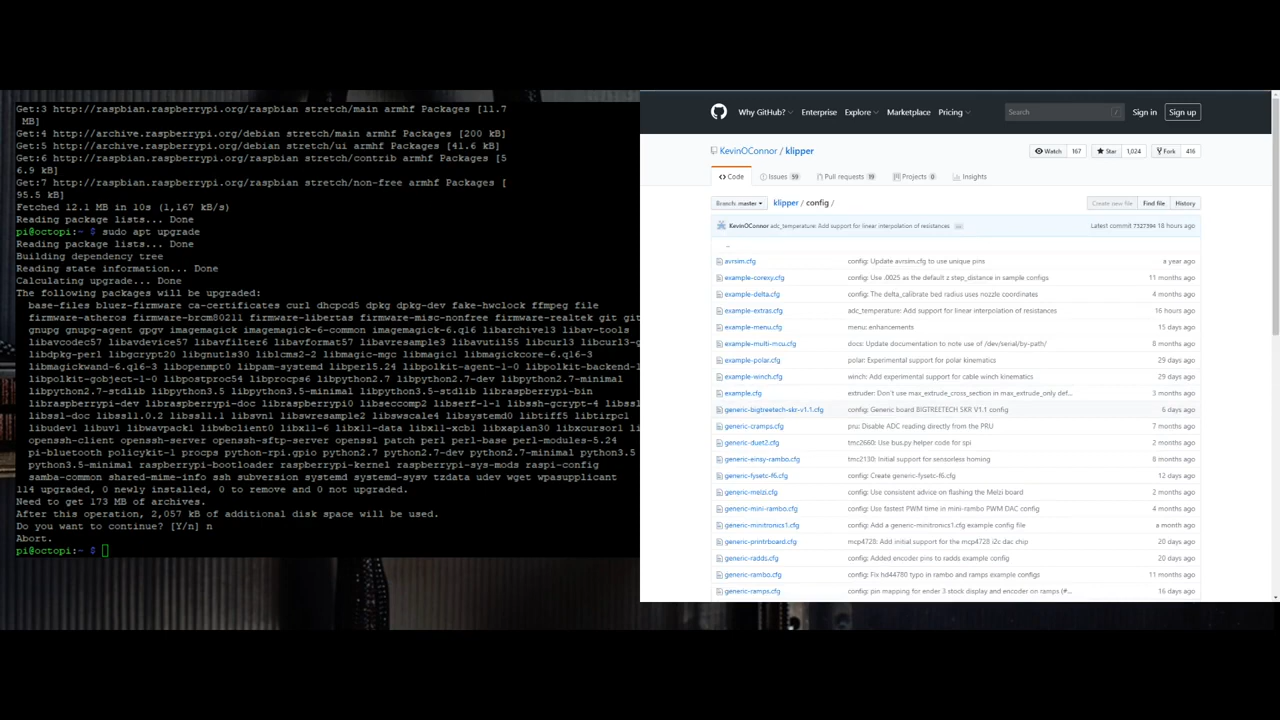 Get:3 http://raspbian.raspberrypi.org/raspbian stretch/main armhf Packages [11.7
 MB]
Get:4 http://archive.raspberrypi.org/debian stretch/main armhf Packages [200 kB]
Get:5 http://archive.raspberrypi.org/debian stretch/ui armhf Packages [41.6 kB]
Get:6 http://raspbian.raspberrypi.org/raspbian stretch/contrib armhf Packages [5
6.9 kB]
Get:7 http://raspbian.raspberrypi.org/raspbian stretch/non-free armhf Packages [
95.5 kB]
Fetched 12.1 MB in 10s (1,167 kB/s)
Reading package lists... Done
pi@octopi:~ $ sudo apt upgrade
Reading package lists... Done
Building dependency tree
Reading state information... Done
Calculating upgrade... Done
The following packages will be upgraded:
base-files bluez-firmware ca-certificates curl dhcpcd5 dpkg dpkg-dev fake-hwclock ffmpeg file
firmware-atheros firmware-brcm80211 firmware-libertas firmware-misc-nonfree firmware-realtek git git-
gnupg gnupg-agent gpgv imagemagick imagemagick-6-common imagemagick-6.q16 libarchive13 libav-tools
libavcodec57 libavdevice57 libavfilter6 libavformat57 libavresample3 libavutil55 libcurl3 libcurl3-g
libdpkg-perl libgcrypt20 libgnutls30 liblcms2-2 libmagic-mgc libmagic1 libmagickcore-6.q16-3
libmagickwand-6.q16-3 libopenmpt0 libpam-systemd libperl5.24 libpolkit-agent-1-0 libpolkit-backend-1
libpolkit-gobject-1-0 libpostproc54 libprocps6 libpython2.7 libpython2.7-dev libpython2.7-minimal
libpython2.7-stdlib libpython3.5 libpython3.5-minimal libpython3.5-stdlib libraspberrypi-bin
libraspberrypi-dev libraspberrypi-doc libraspberrypi0 libseccomp2 libserf-1-1 libssh-gcrypt-4 libssl
libssl-doc libssl1.0.2 libssl1.1 libsvn1 libswresample2 libswscale4 libsystemd0 libtiff5 libtirpc1
libudev1 libuv1 libwavpack1 libwbclient0 libx11-6 libx11-data libx11-xcb libxapian30 libxcursor1 li
openssh-client openssh-server openssh-sftp-server openssl patch perl perl-base perl-modules-5.24
pi-bluetooth policykit-1 procps python-rpi.gpio python2.7 python2.7-dev python2.7-minimal python3.5
python3.5-minimal raspberrypi-bootloader raspberrypi-kernel raspberrypi-sys-mods raspi-config
samba-common shared-mime-info ssh subversion systemd systemd-sysv tzdata udev wget wpasupplicant
114 upgraded, 0 newly installed, 0 to remove and 0 not upgraded.
Need to get 173 MB of archives.
After this operation, 2,057 kB of additional disk space will be used.
Do you want to continue? [Y/n] n
Abort.
pi@octopi:~ $
Why GitHub? Enterprise Explore Marketplace Pricing Search / Sign in Sign up
KevinOConnor / klipper Watch 167 Star 1,024 Fork 416
Code Issues 59 Pull requests 19 Projects 0 Insights
Branch: master klipper / config / Create new file Find file History
KevinOConnor adc_temperature: Add support for linear interpolation of resistances ... Latest commit 7327394 18 hours ago
..
avrsim.cfg config: Update avrsim.cfg to use unique pins a year ago
example-corexy.cfg config: Use .0025 as the default z step_distance in sample configs 11 months ago
example-delta.cfg config: The delta_calibrate bed radius uses nozzle coordinates 4 months ago
example-extras.cfg adc_temperature: Add support for linear interpolation of resistances 16 hours ago
example-menu.cfg menu: enhancements 15 days ago
example-multi-mcu.cfg docs: Update documentation to note use of /dev/serial/by-path/ 8 months ago
example-polar.cfg polar: Experimental support for polar kinematics 29 days ago
example-winch.cfg winch: Add experimental support for cable winch kinematics 29 days ago
example.cfg extruder: Don't use max_extrude_cross_section in max_extrude_only def... 3 months ago
generic-bigtreetech-skr-v1.1.cfg config: Generic board BIGTREETECH SKR V1.1 config 6 days ago
generic-cramps.cfg pru: Disable ADC reading directly from the PRU 7 months ago
generic-duet2.cfg tmc2660: Use bus.py helper code for spi 2 months ago
generic-einsy-rambo.cfg tmc2130: Initial support for sensorless homing 8 months ago
generic-fysetc-f6.cfg config: Create generic-fysetc-f6.cfg 12 days ago
generic-melzi.cfg config: Use consistent advice on flashing the Melzi board 2 months ago
generic-mini-rambo.cfg config: Use fastest PWM time in mini-rambo PWM DAC config 4 months ago
generic-minitronics1.cfg config: Add a generic-minitronics1.cfg example config file a month ago
generic-printrboard.cfg mcp4728: Add initial support for the mcp4728 i2c dac chip 20 days ago
generic-radds.cfg config: Added encoder pins to radds example config 20 days ago
generic-rambo.cfg config: Fix hd44780 typo in rambo and ramps example configs 11 months ago
generic-ramps.cfg config: pin mapping for ender 3 stock display and encoder on ramps (#... 16 days ago